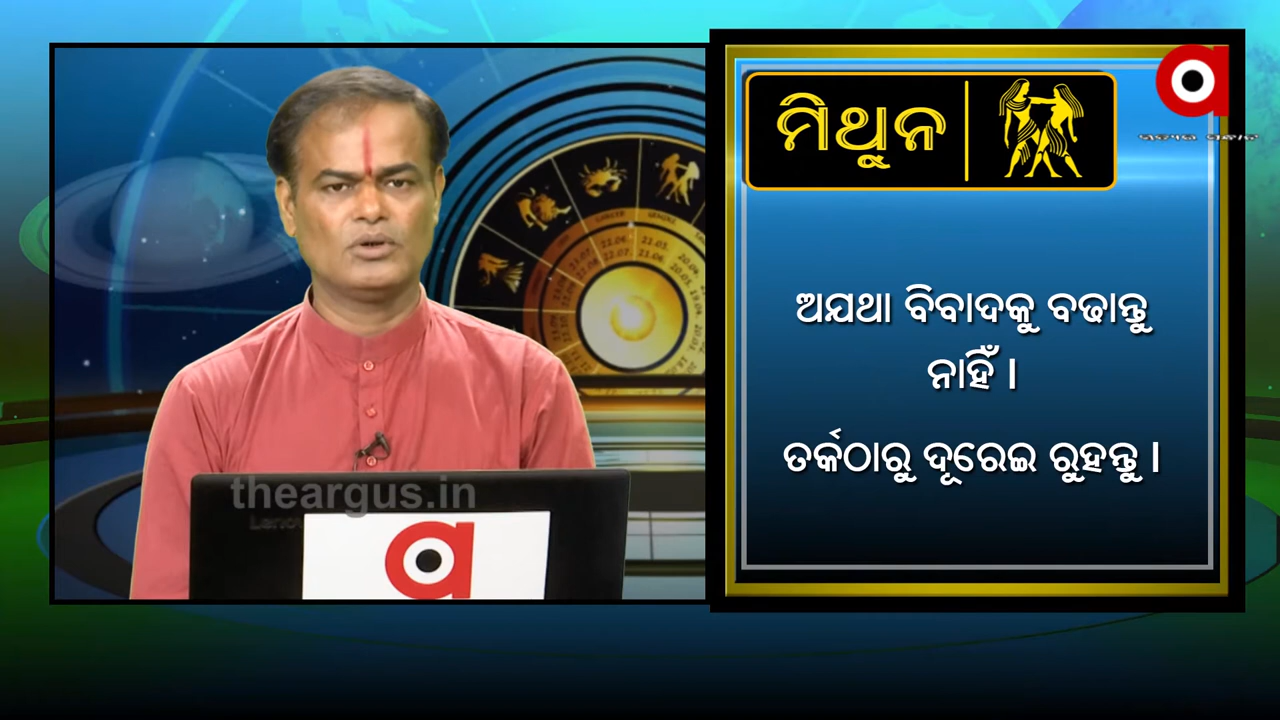 ମିଥୁନ
ଅଯଥା ବିବାଦକୁ ବଢାନ୍ତୁ
ନାହିଁ ।
ତର୍କଠାରୁ ଦୂରେଇ ରୁହନ୍ତୁ ।
theargus.in